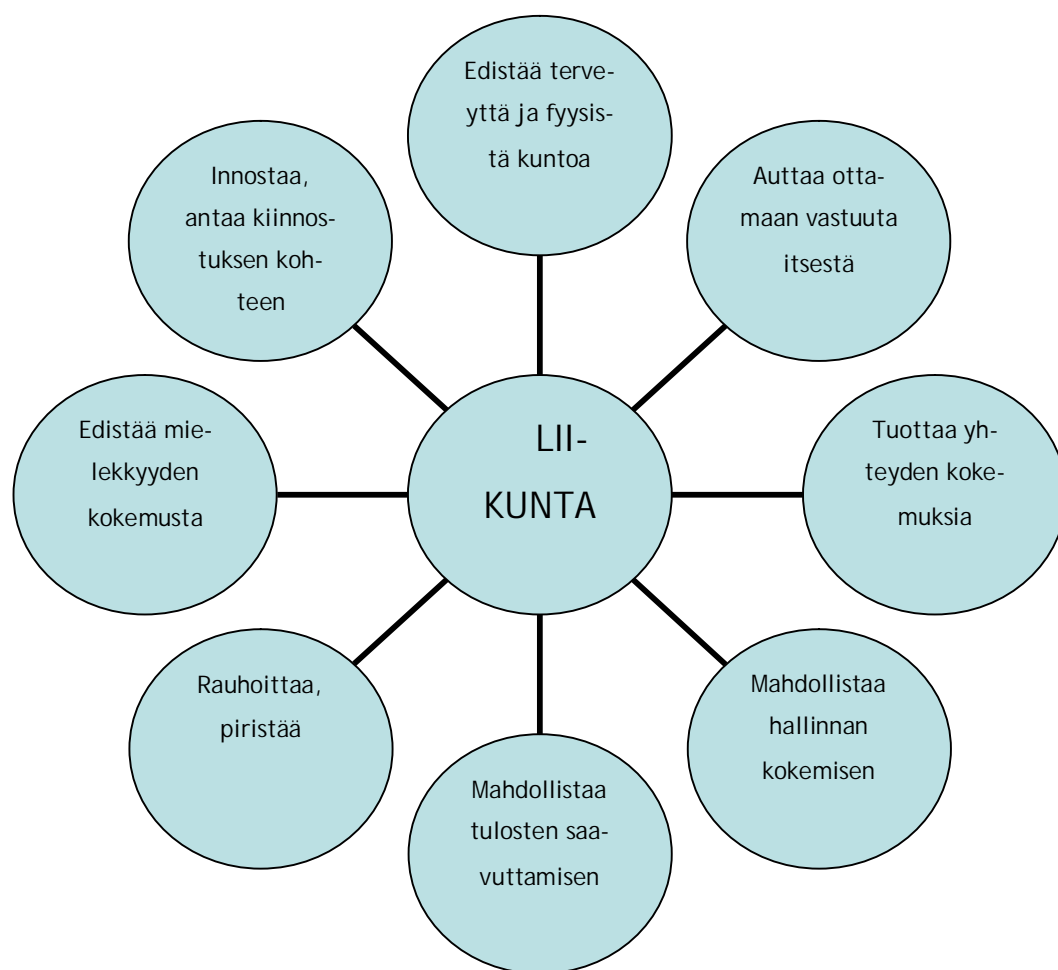 Edistää terve-
yttä ja fyysis-
tä kuntoa
Innostaa,
antaa kiinnos-
tuksen koh-
teen
Auttaa otta-
maan vastuuta
itsestä
Edistää mie-
lekkyyden
kokemusta
LII-
KUNTA
Tuottaa yh-
teyden koke-
muksia
Rauhoittaa,
piristää
Mahdollistaa
hallinnan
kokemisen
Mahdollistaa
tulosten saa-
vuttamisen